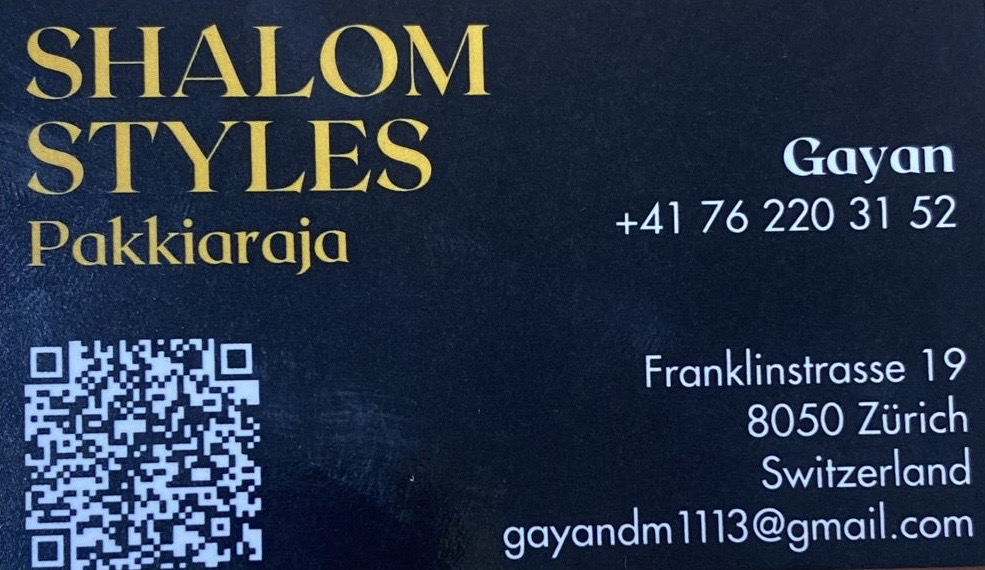 SHALOM
STYLES
Pakkiaraja
Gayan
+41 76 220 31 52
Franklinstrasse 19
8050 Zürich
Switzerland
gayandm1113@gmail.com